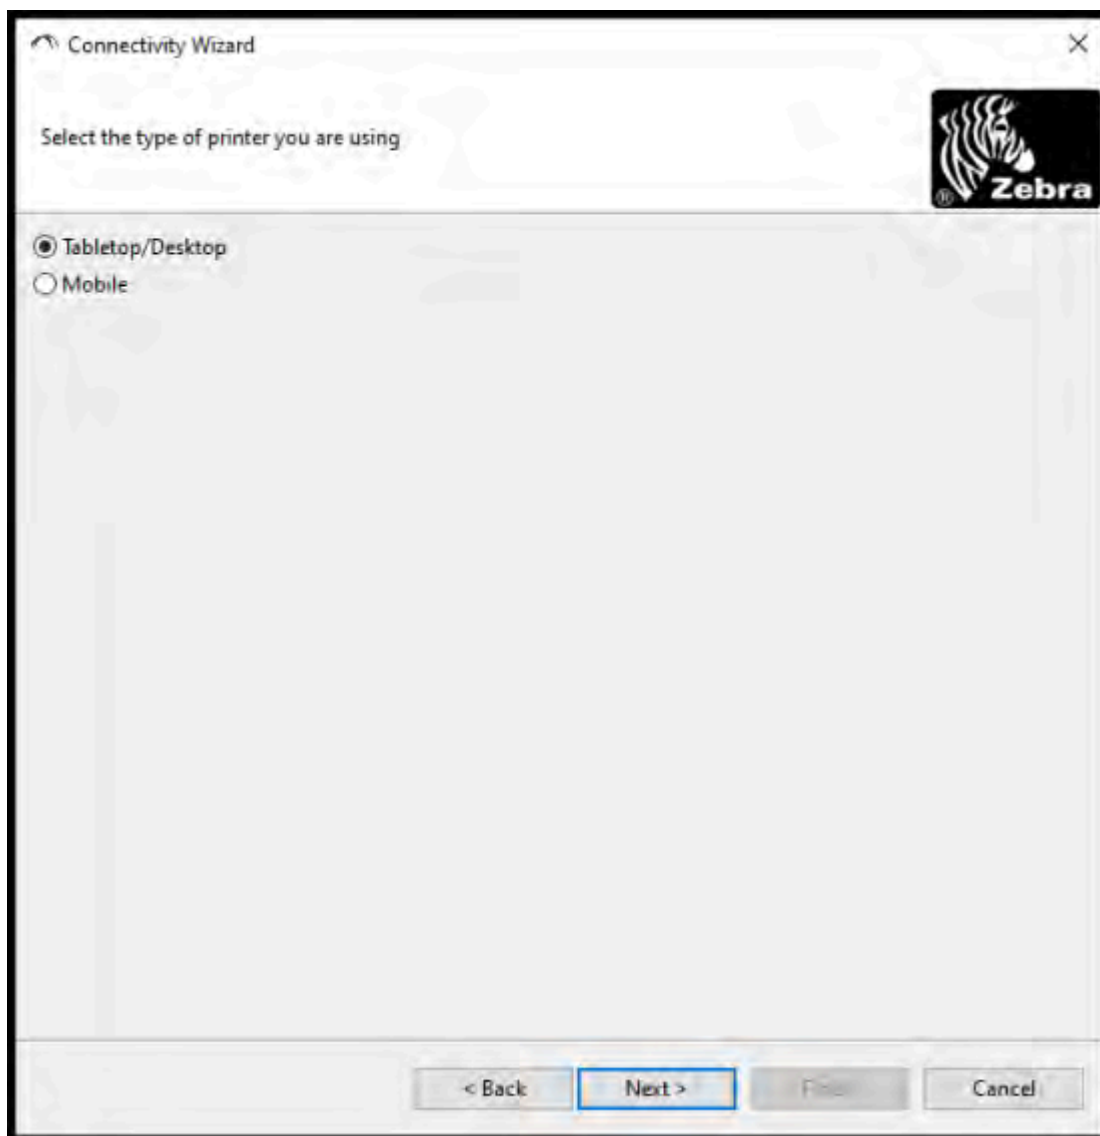 Connectivity Wizard
Select the type of printer you are using
® Zebra
Tabletop/Desktop
Mobile
< Back
Next >
Cancel